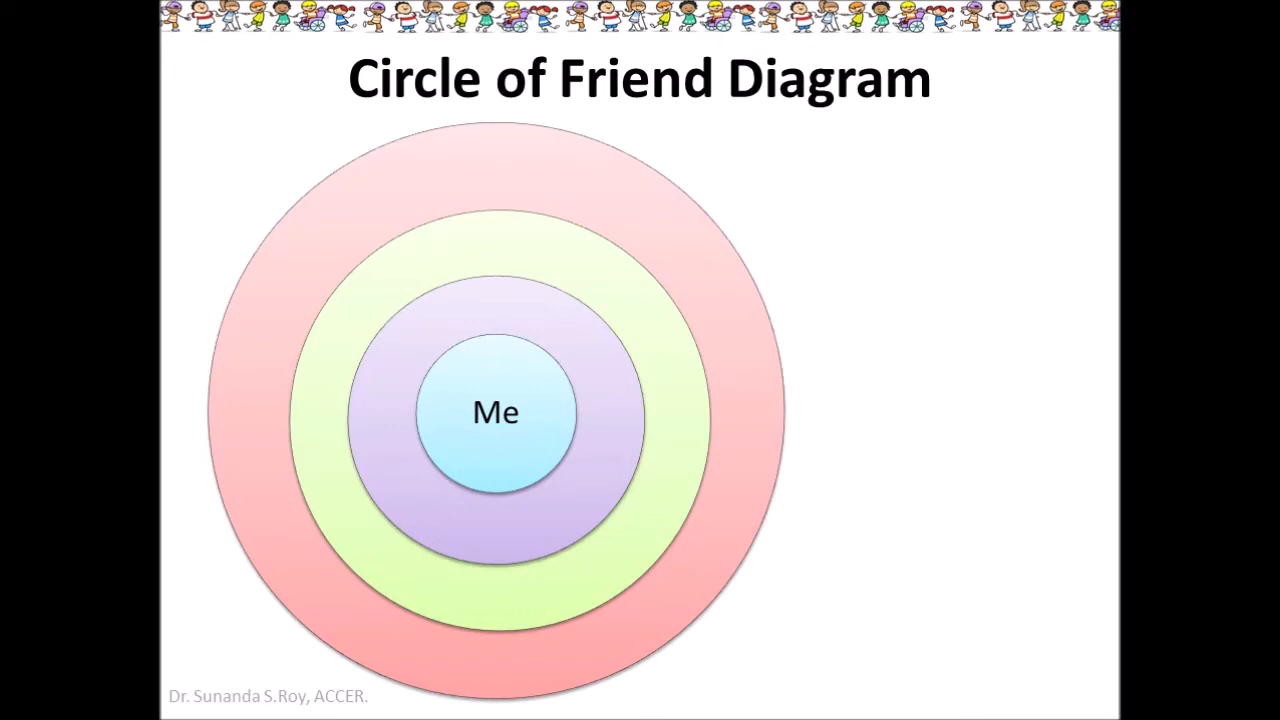 Circle of Friend Diagram
Me
Dr. Sunanda S.Roy, ACCER.